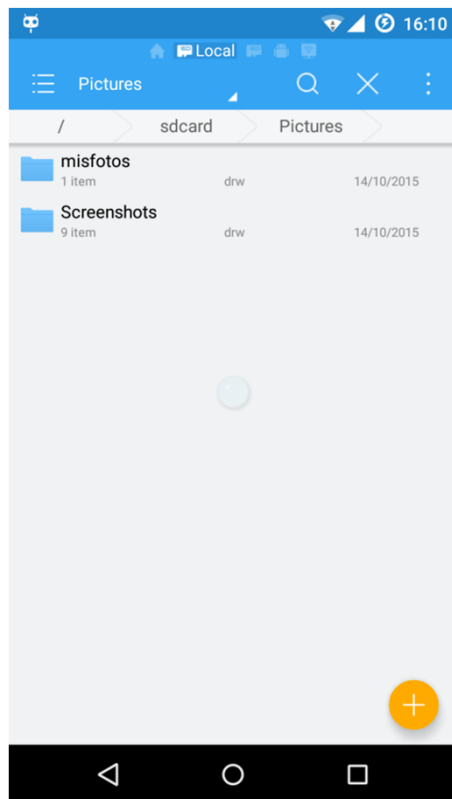 16:10
Local
Pictures
/ sdcard Pictures
misfotos
1 item drw 14/10/2015
Screenshots
9 item drw 14/10/2015